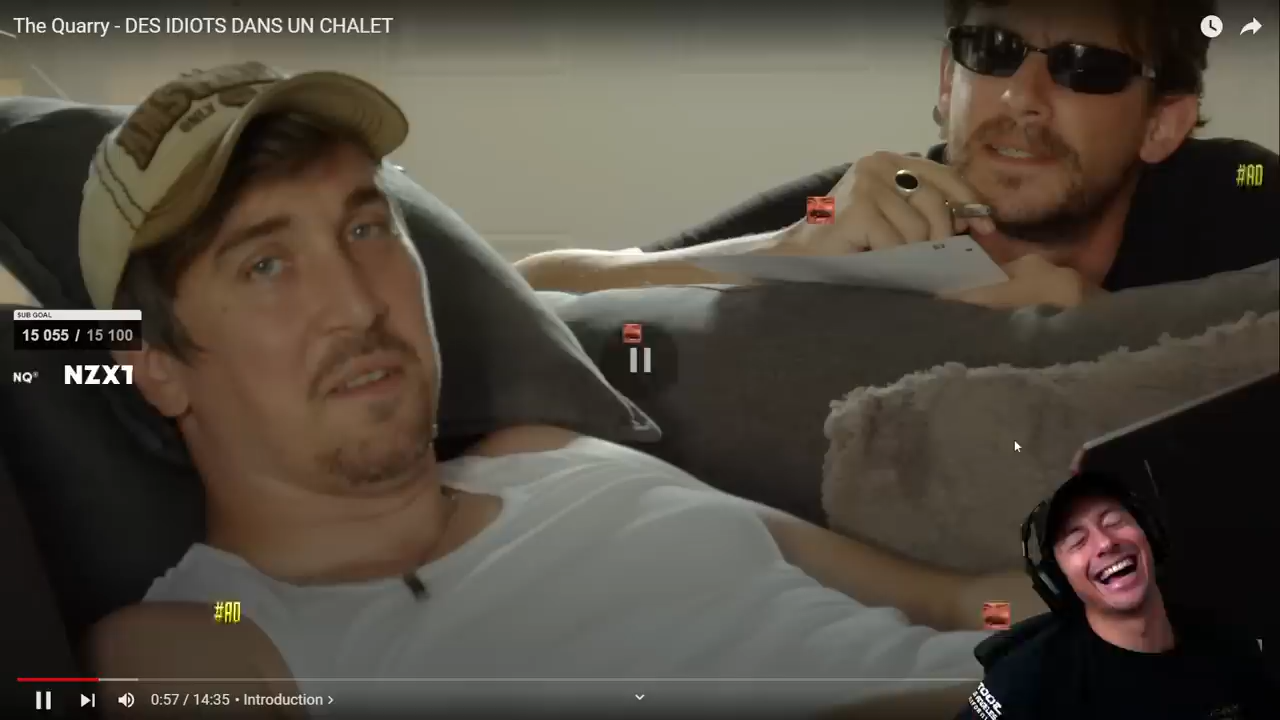 The Quarry - DES IDIOTS DANS UN CHALET
ONLY
#AD
SUB GOAL
15 055 / 15 100
NQ®
NZXT
#AD
0:57 / 14:35 • Introduction >